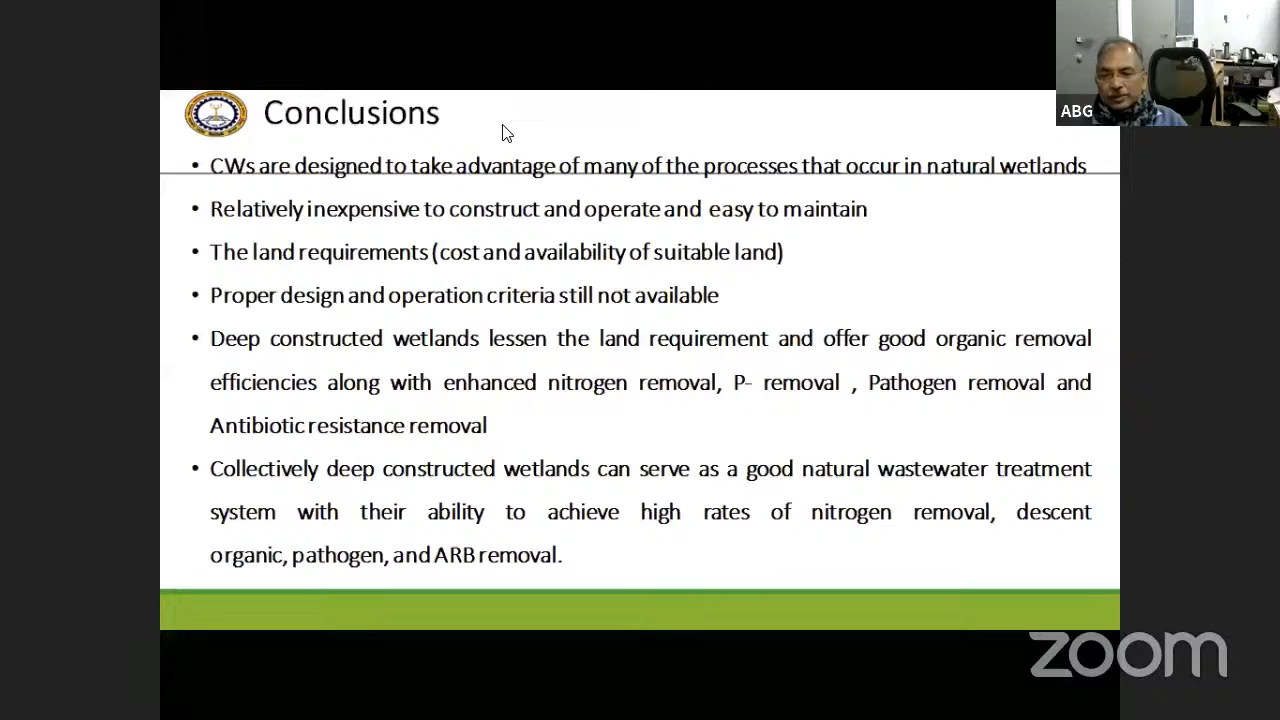 Conclusions
ABG
• CWs are designed to take advantage of many of the processes that occur in natural wetlands
• Relatively inexpensive to construct and operate and easy to maintain
• The land requirements (cost and availability of suitable land)
• Proper design and operation criteria still not available
• Deep constructed wetlands lessen the land requirement and offer good organic removal
efficiencies along with enhanced nitrogen removal, P- removal , Pathogen removal and
Antibiotic resistance removal
• Collectively deep constructed wetlands can serve as a good natural wastewater treatment
system with their ability to achieve high rates of nitrogen removal, descent
organic, pathogen, and ARB removal.
zoom